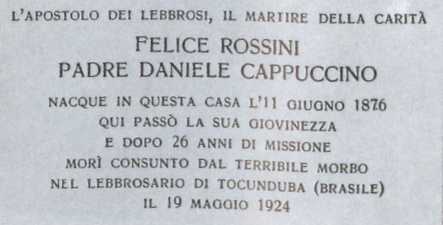 L'APOSTOLO DEI LEBBROSI, IL MARTIRE DELLA CARITÀ
FELICE ROSSINI
PADRE DANIELE CAPPUCCINO
NACQUE IN QUESTA CASA L'11 GIUGNO 1876
QUI PASSÒ LA SUA GIOVINEZZA
E DOPO 26 ANNI DI MISSIONE
MORÌ CONSUNTO DAL TERRIBILE MORBO
NEL LEBBROSARIO DI TOCUNDUBA (BRASILE)
IL 19 MAGGIO 1924